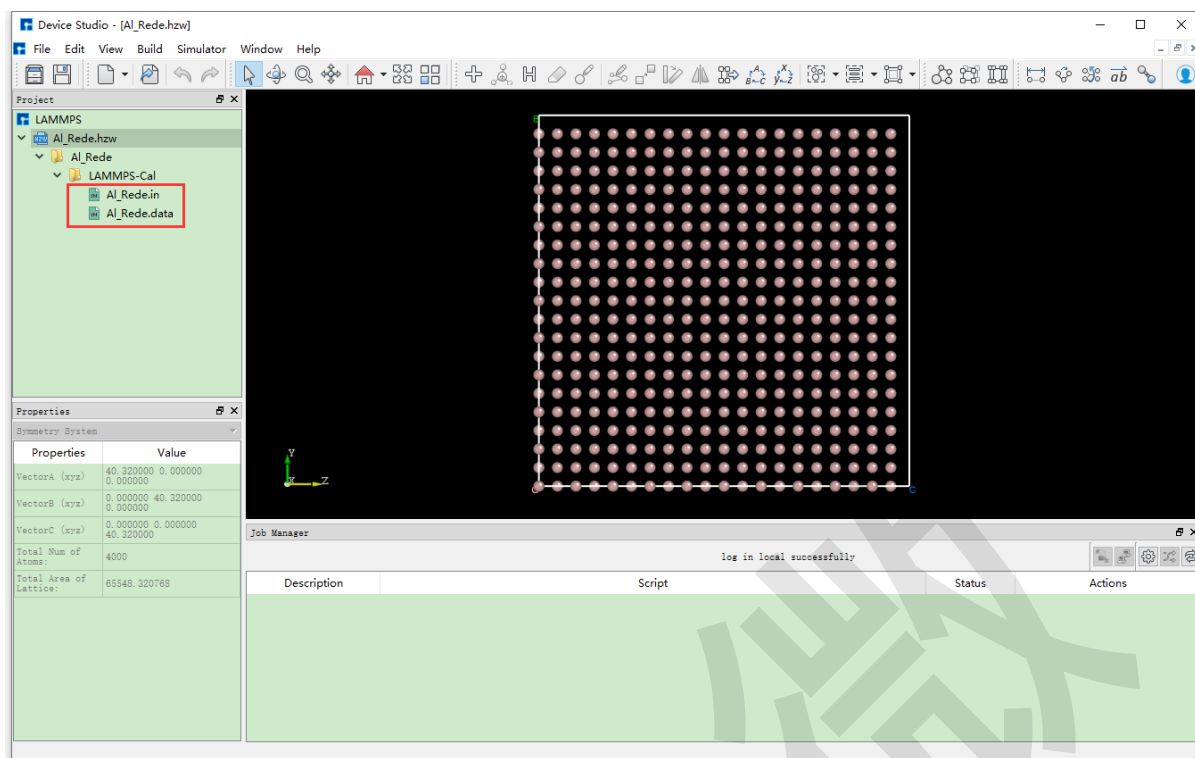 Device Studio - [Al_Rede.hzw]
File Edit View Build Simulator Window Help
Project
LAMMPS
Al_Rede.hzw
Al_Rede
LAMMPS-Cal
Al_Rede.in
Al_Rede.data
B
C
Y
X
Z
Properties
Symmetry System
Properties Value
VectorA (xyz) 40.320000 0.000000
0.000000
VectorB (xyz) 0.000000 40.320000
0.000000
VectorC (xyz) 0.000000 0.000000
40.320000
Total Num of
Atoms: 4000
Total Area of
Lattice: 65548.320768
Job Manager
log in local successfully
Description Script Status Actions